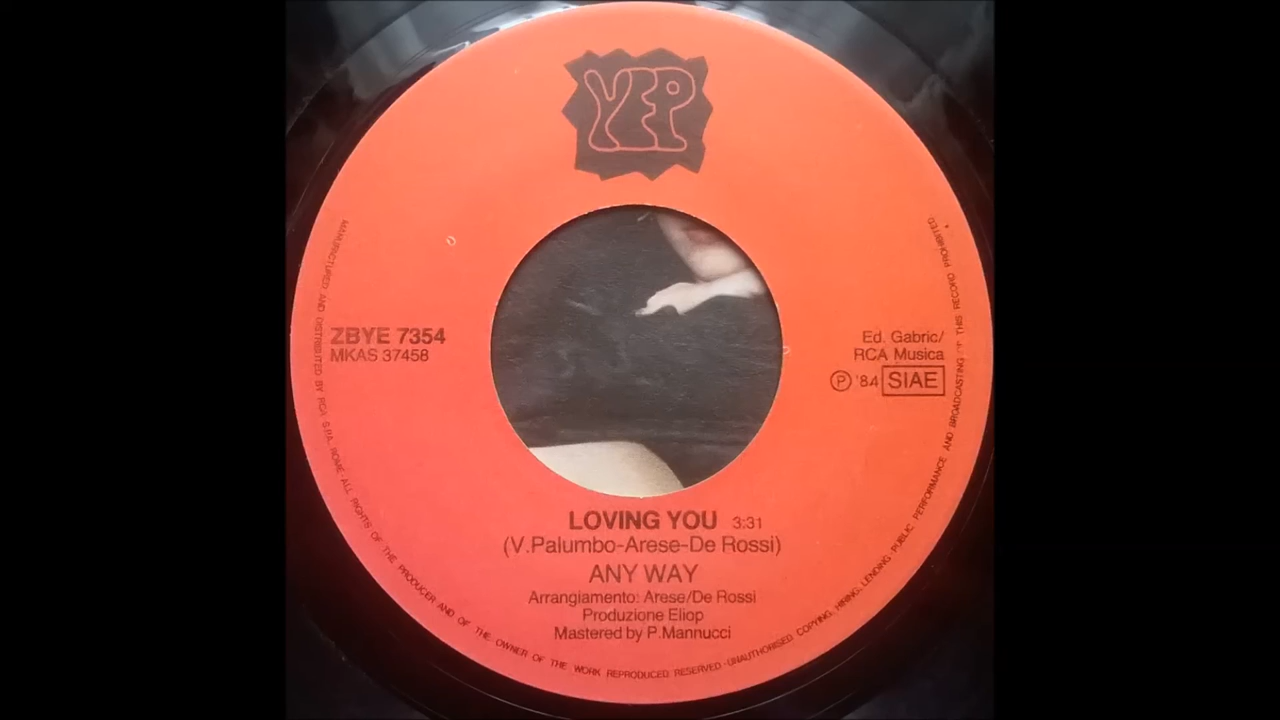 YEP
ZBYE 7354
MKAS 37458
Ed. Gabric/
RCA Musica
Ⓟ '84 SIAE
LOVING YOU 3:31
(V.Palumbo-Arese-De Rossi)
ANY WAY
Arrangiamento: Arese/De Rossi
Produzione Eliop
Mastered by P.Mannucci
MANUFACTURED AND DISTRIBUTED BY RCA S.P.A. ROME·ALL RIGHTS OF THE PRODUCER AND OF THE OWNER OF THE WORK REPRODUCED RESERVED·UNAUTHORISED COPYING, HIRING, LENDING·PUBLIC PERFORMANCE AND BROADCASTING OF THIS RECORD PROHIBITED